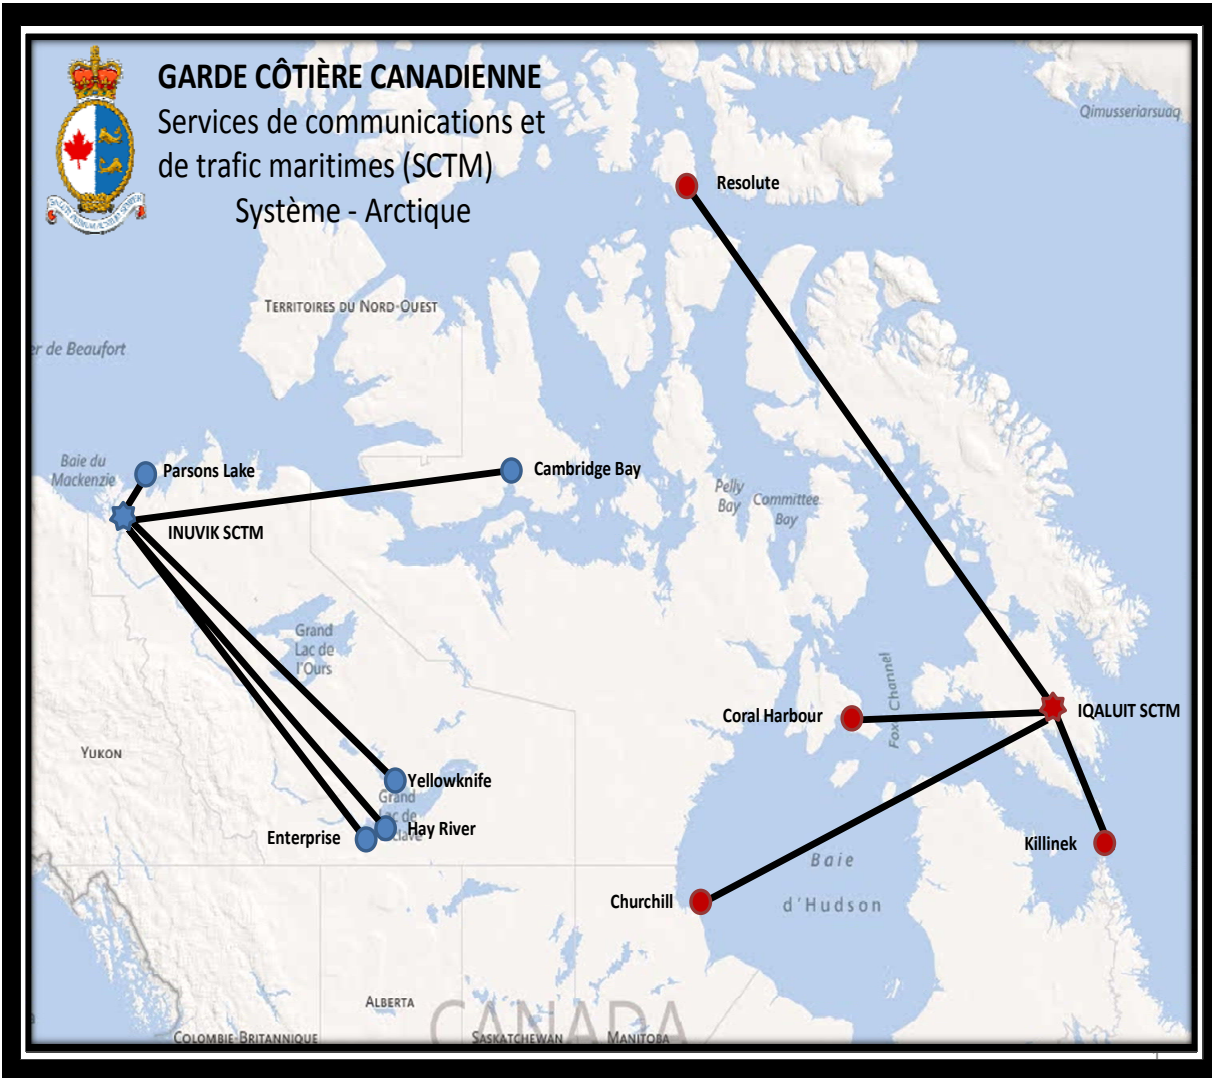 GARDE CÔTIÈRE CANADIENNE
Services de communications et
de trafic maritimes (SCTM)
Système - Arctique
Qimusseriarsuaq
Resolute
TERRITOIRES DU NORD-OUEST
er de Beaufort
Baie du
Mackenzie
Parsons Lake
Cambridge Bay
Pelly
Bay
Committee
Bay
INUVIK SCTM
Grand
Lac de
l'Ours
Foxe Channel
Coral Harbour
IQALUIT SCTM
YUKON
Yellowknife
Grand
Lac de
Hay River
Enterprise
Killinek
Baie
d'Hudson
Churchill
ALBERTA
CANADA
COLOMBIE-BRITANNIQUE
SASKATCHEWAN
MANITOBA